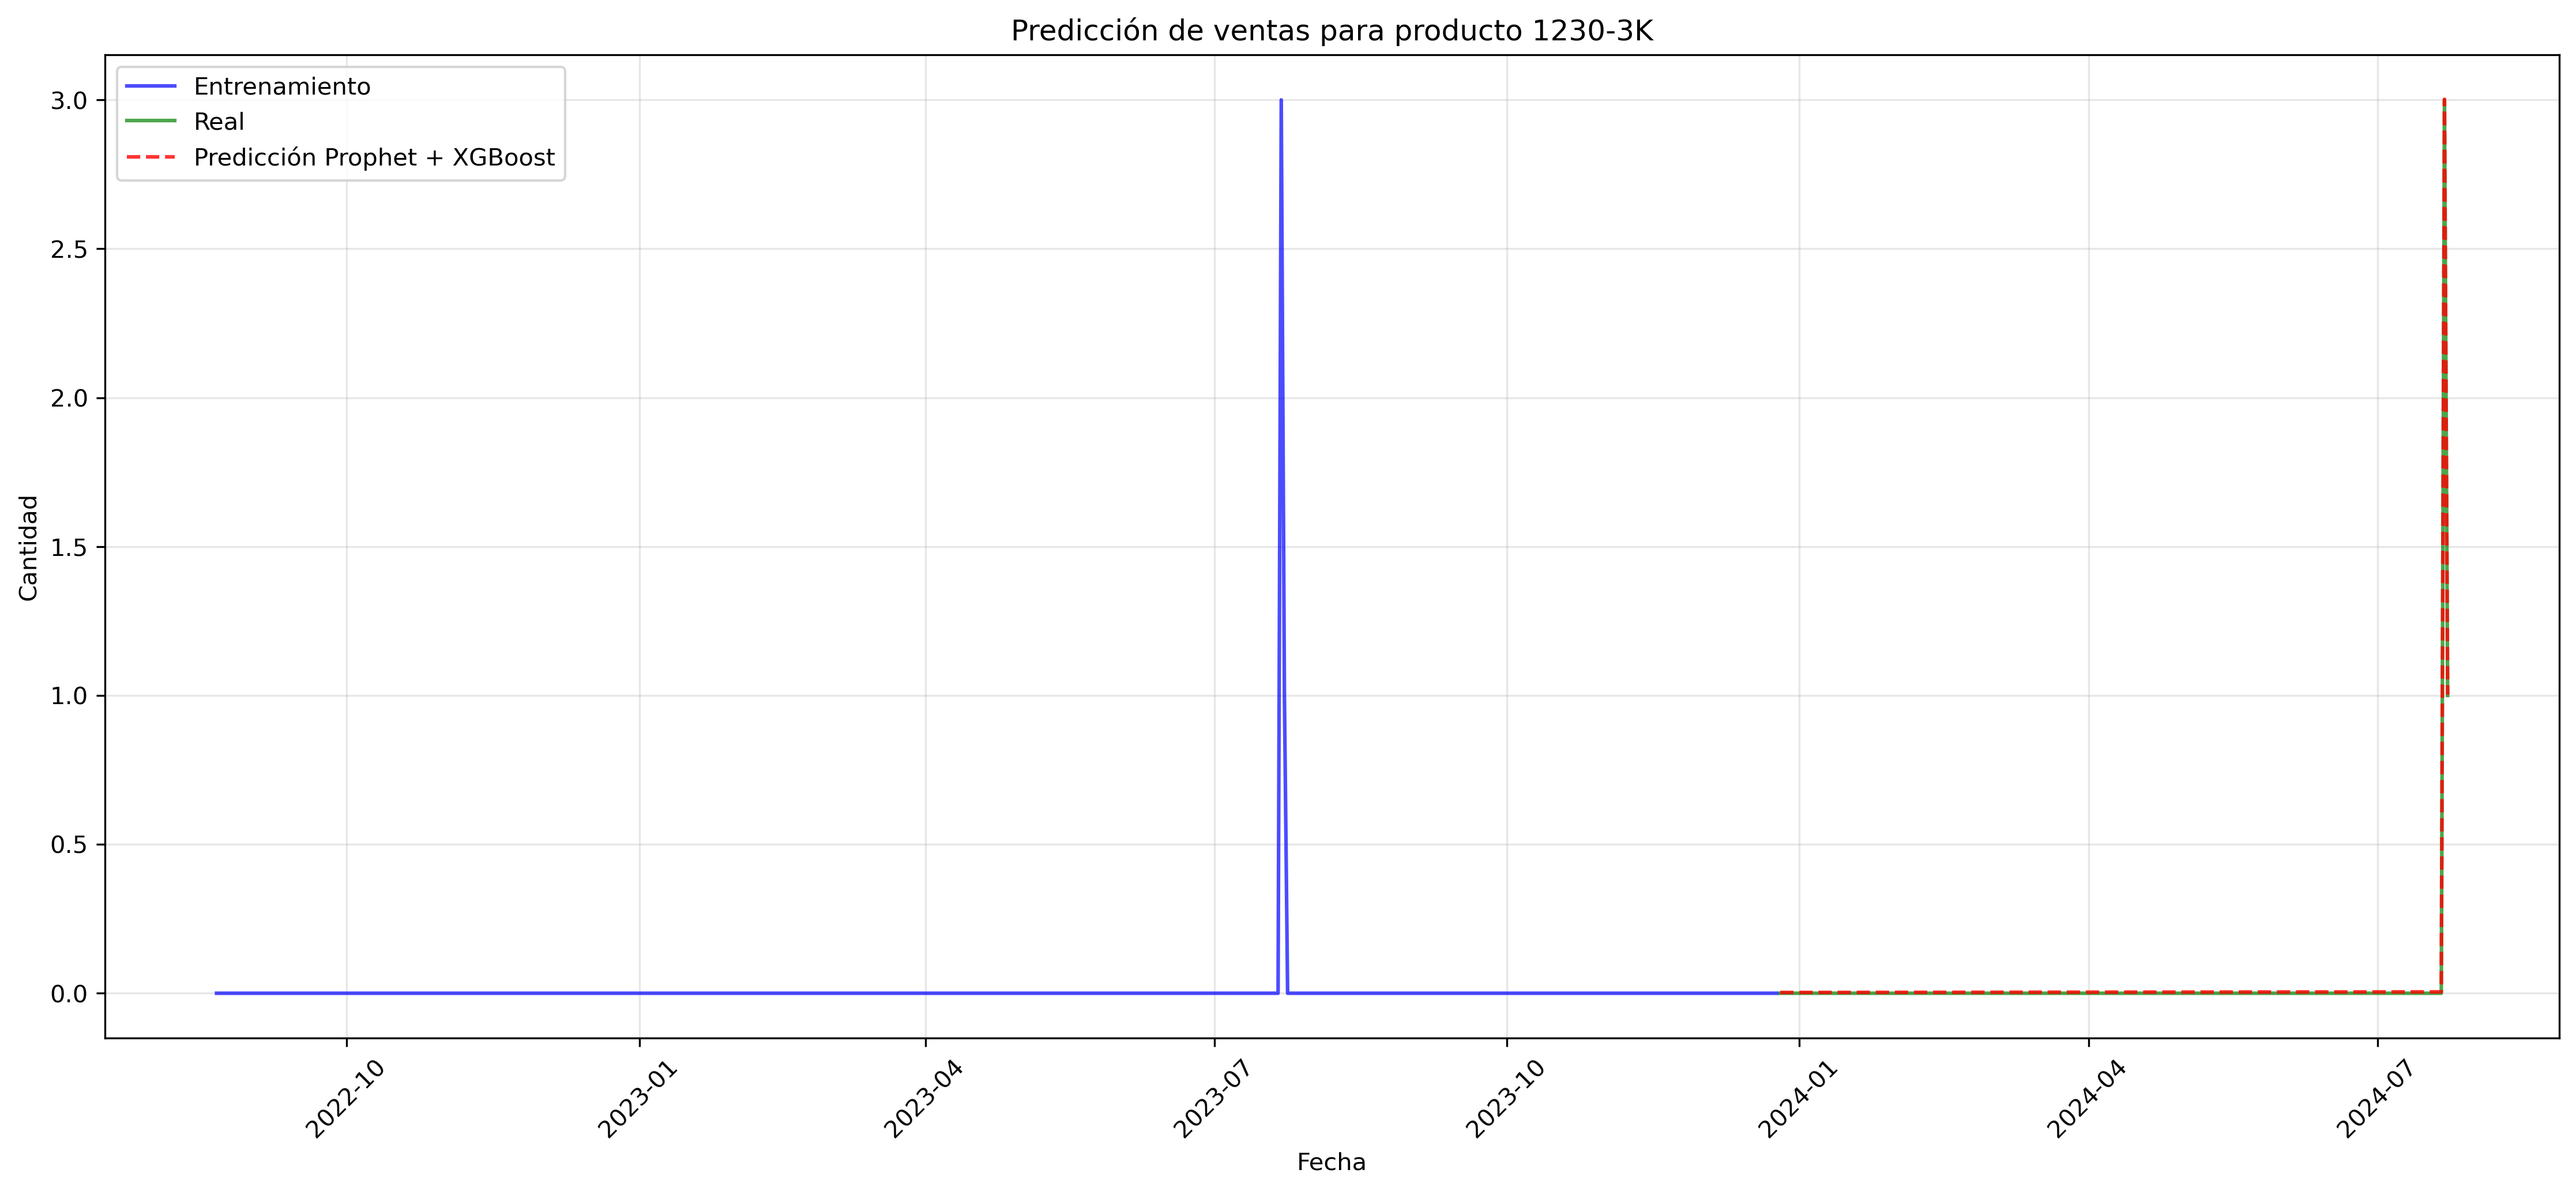 Predicción de ventas para producto 1230-3K
Entrenamiento
Real
Predicción Prophet + XGBoost
3.0
2.5
2.0
1.5
1.0
0.5
0.0
Cantidad
2022-10
2023-01
2023-04
2023-07
2023-10
2024-01
2024-04
2024-07
Fecha